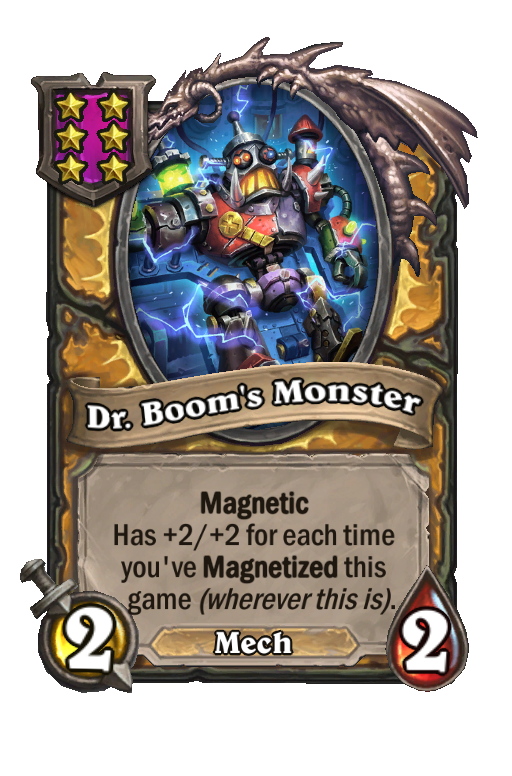 Dr. Boom's Monster
Magnetic
Has +2/+2 for each time
you've Magnetized this
game (wherever this is).
2
Mech
2